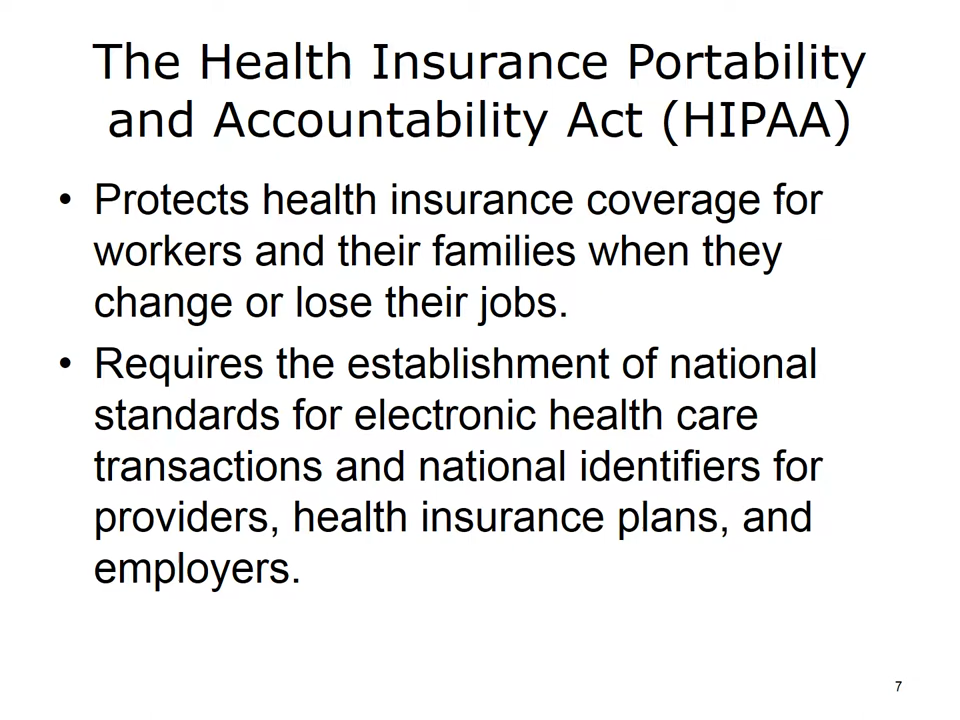 The Health Insurance Portability
and Accountability Act (HIPAA)
• Protects health insurance coverage for
workers and their families when they
change or lose their jobs.
• Requires the establishment of national
standards for electronic health care
transactions and national identifiers for
providers, health insurance plans, and
employers.
7